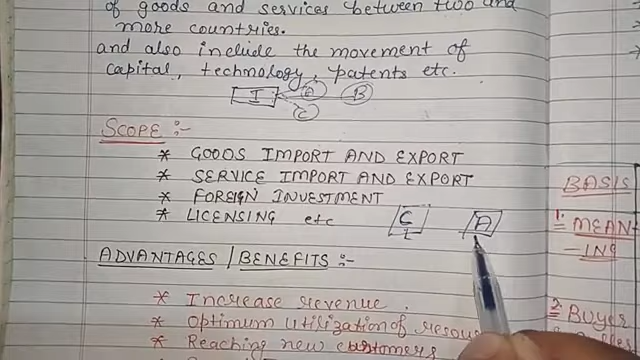 of goods and services between two and
more countries.
and also include the movement of
capital, technology, patents etc.
I A B
C
SCOPE :-
* GOODS IMPORT AND EXPORT
* SERVICE IMPORT AND EXPORT
* FOREIGN INVESTMENT
* LICENSING etc
C A
ADVANTAGES / BENEFITS :-
* Increase revenue.
* Optimum utilization of
* Reaching new customers
BASIS
1. MEAN
-ING
2. BUYER